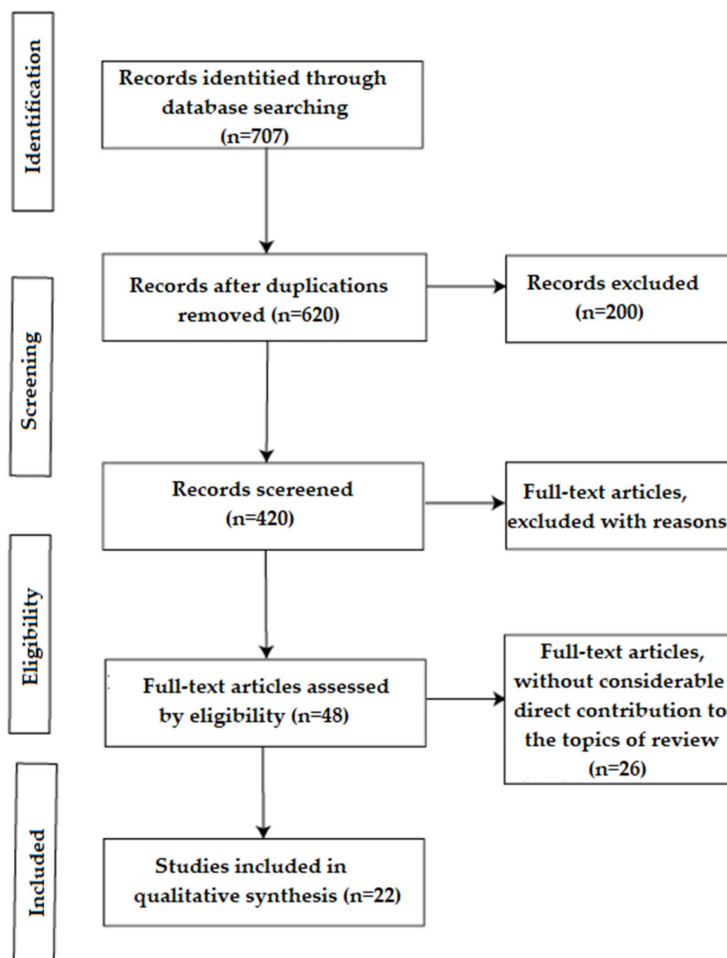 Identification
Records identitied through
database searching
(n=707)
Screening
Records after duplications
removed (n=620)
Records excluded
(n=200)
Records scereened
(n=420)
Full-text articles,
excluded with reasons
Eligibility
Full-text articles assessed
by eligibility (n=48)
Full-text articles,
without considerable
direct contribution to
the topics of review
(n=26)
Included
Studies included in
qualitative synthesis (n=22)